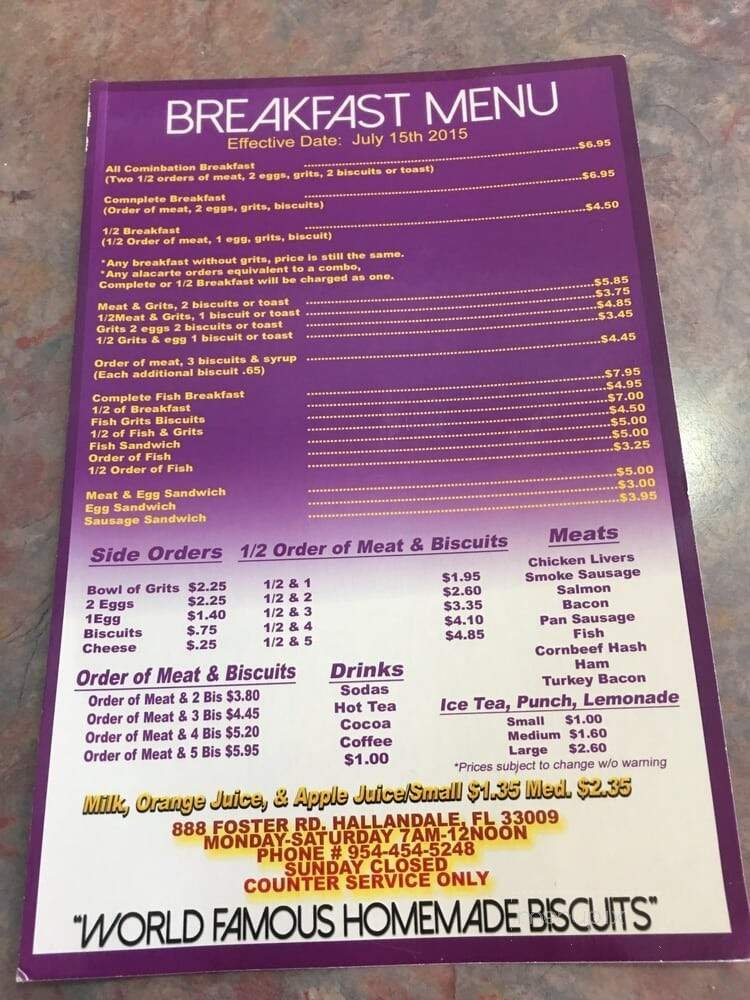 BREAKFAST MENU
Effective Date: July 15th 2015
All Cominbation Breakfast ........ $6.95
(Two 1/2 orders of meat, 2 eggs, grits, 2 biscuits or toast)
Comnplete Breakfast ........ $6.95
(Order of meat, 2 eggs, grits, biscuits)
1/2 Breakfast ........ $4.50
(1/2 Order of meat, 1 egg, grits, biscuit)
*Any breakfast without grits, price is still the same.
*Any alacarte orders equivalent to a combo,
Complete or 1/2 Breakfast will be charged as one.
Meat & Grits, 2 biscuits or toast ........ $5.85
1/2Meat & Grits, 1 biscuit or toast ........ $3.75
Grits 2 eggs 2 biscuits or toast ........ $4.85
1/2 Grits & egg 1 biscuit or toast ........ $3.45
Order of meat, 3 biscuits & syrup ........ $4.45
(Each additional biscuit .65)
Complete Fish Breakfast ........ $7.95
1/2 of Breakfast ........ $4.95
Fish Grits Biscuits ........ $7.00
1/2 of Fish & Grits ........ $4.50
Fish Sandwich ........ $5.00
Order of Fish ........ $5.00
1/2 Order of Fish ........ $3.25
Meat & Egg Sandwich ........ $5.00
Egg Sandwich ........ $3.00
Sausage Sandwich ........ $3.95
Side Orders
Bowl of Grits $2.25
2 Eggs $2.25
1Egg $1.40
Biscuits $.75
Cheese $.25
1/2 Order of Meat & Biscuits
1/2 & 1 $1.95
1/2 & 2 $2.60
1/2 & 3 $3.35
1/2 & 4 $4.10
1/2 & 5 $4.85
Meats
Chicken Livers
Smoke Sausage
Salmon
Bacon
Pan Sausage
Fish
Cornbeef Hash
Ham
Turkey Bacon
Order of Meat & Biscuits
Order of Meat & 2 Bis $3.80
Order of Meat & 3 Bis $4.45
Order of Meat & 4 Bis $5.20
Order of Meat & 5 Bis $5.95
Drinks
Sodas
Hot Tea
Cocoa
Coffee
$1.00
Ice Tea, Punch, Lemonade
Small $1.00
Medium $1.60
Large $2.60
*Prices subject to change w/o warning
Milk, Orange Juice, & Apple Juice/Small $1.35 Med. $2.35
888 FOSTER RD. HALLANDALE, FL 33009
MONDAY-SATURDAY 7AM-12NOON
PHONE # 954-454-5248
SUNDAY CLOSED
COUNTER SERVICE ONLY
"WORLD FAMOUS HOMEMADE BISCUITS"